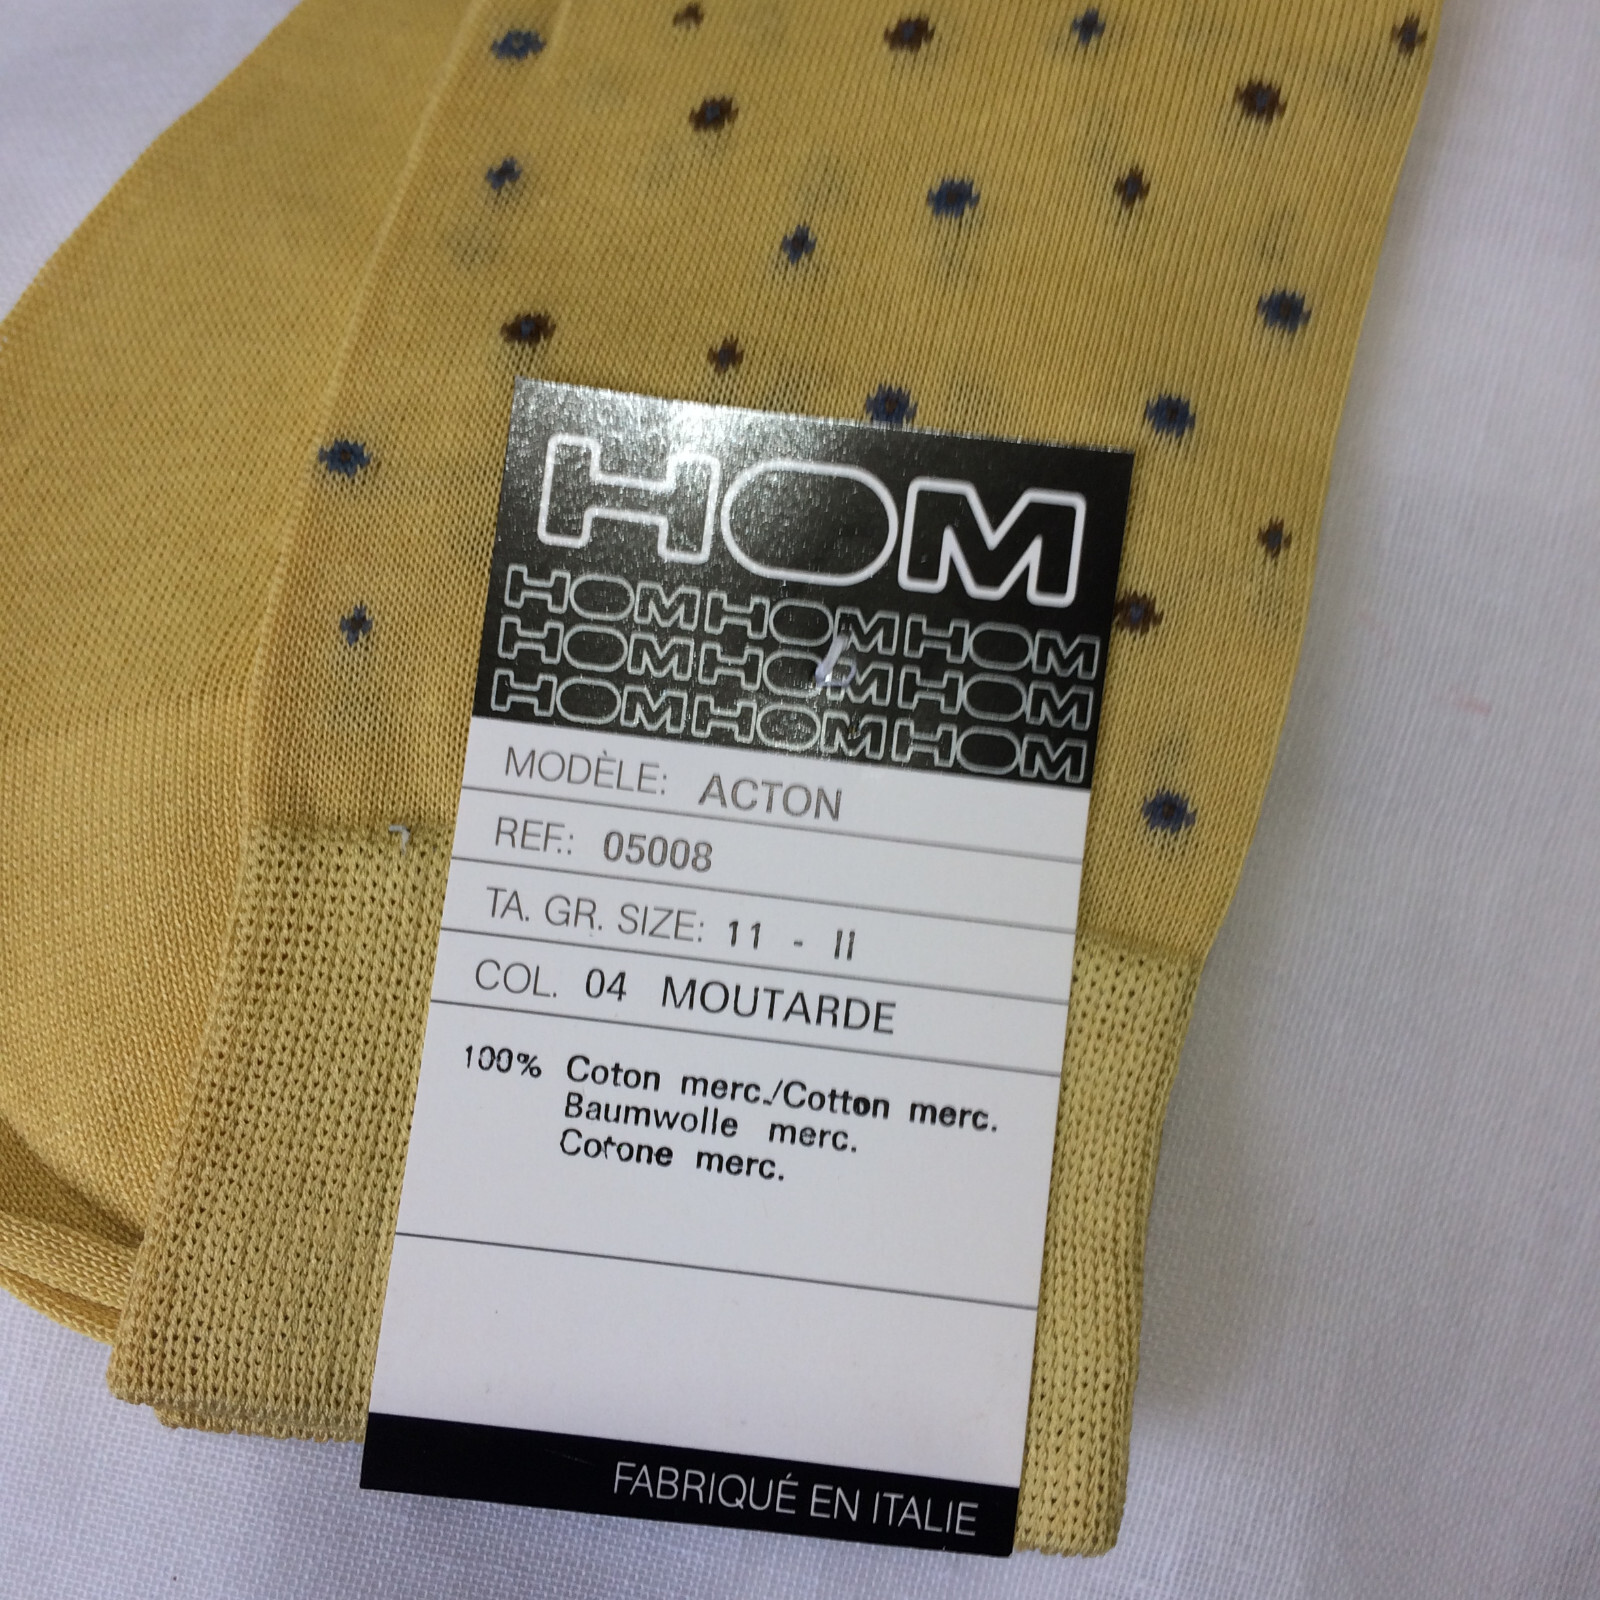 HOM
HOMHOMHOM
HOMHOMHOM
HOMHOMHOM
MODÈLE: ACTON
REF.: 05008
TA. GR. SIZE: 11 - II
COL. 04 MOUTARDE
100% Coton merc./Cotton merc.
Baumwolle merc.
Cotone merc.
FABRIQUÉ EN ITALIE